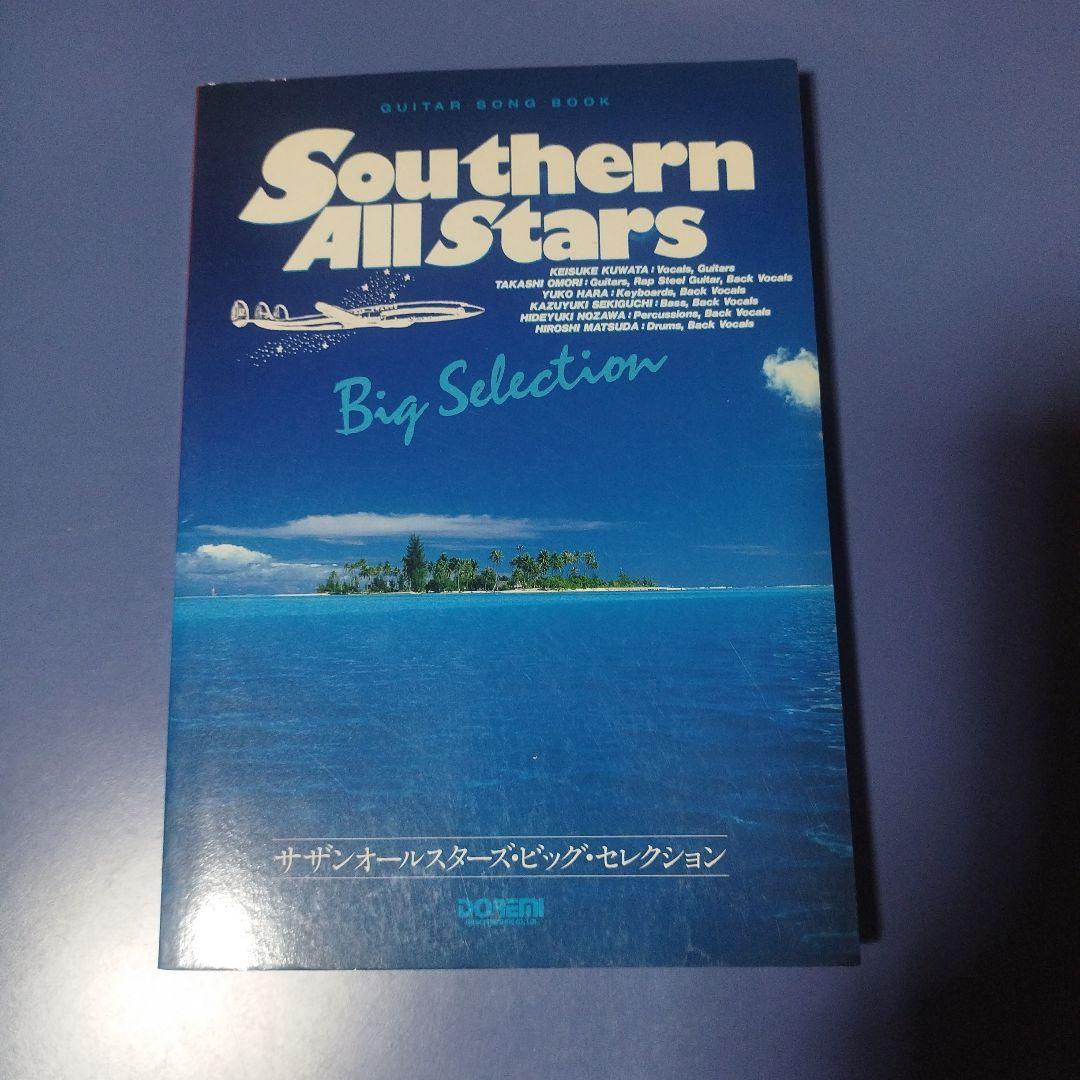 GUITAR SONG BOOK
Southern
All Stars
KEISUKE KUWATA : Vocals, Guitars
TAKASHI OMORI : Guitars, Rap Steel Guitar, Back Vocals
YUKO HARA : Keyboards, Back Vocals
KAZUYUKI SEKIGUCHI : Bass, Back Vocals
HIDEYUKI NOZAWA : Percussions, Back Vocals
HIROSHI MATSUDA : Drums, Back Vocals
Big Selection
サザンオールスターズ・ビッグ・セレクション
DOREMI